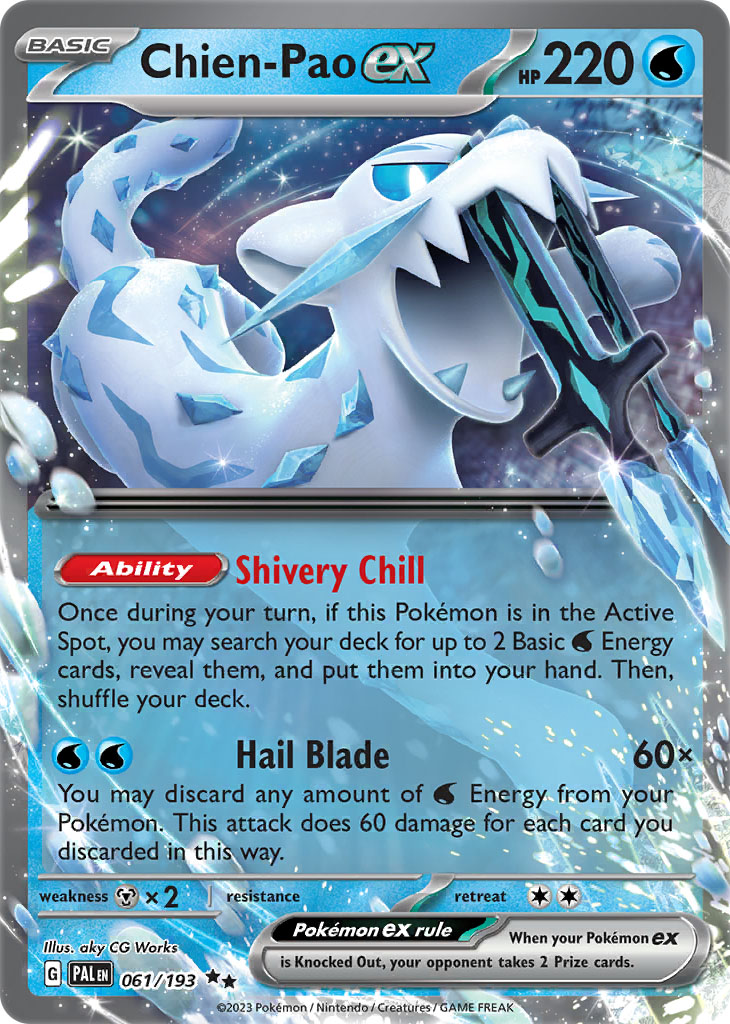 BASIC
Chien-Pao ex HP 220
Ability Shivery Chill
Once during your turn, if this Pokémon is in the Active
Spot, you may search your deck for up to 2 Basic Energy
cards, reveal them, and put them into your hand. Then,
shuffle your deck.
Hail Blade 60×
You may discard any amount of Energy from your
Pokémon. This attack does 60 damage for each card you
discarded in this way.
weakness ×2 resistance retreat
Pokémon ex rule When your Pokémon ex
is Knocked Out, your opponent takes 2 Prize cards.
Illus. aky CG Works
G PAL EN 061/193 ★★
©2023 Pokémon / Nintendo / Creatures / GAME FREAK